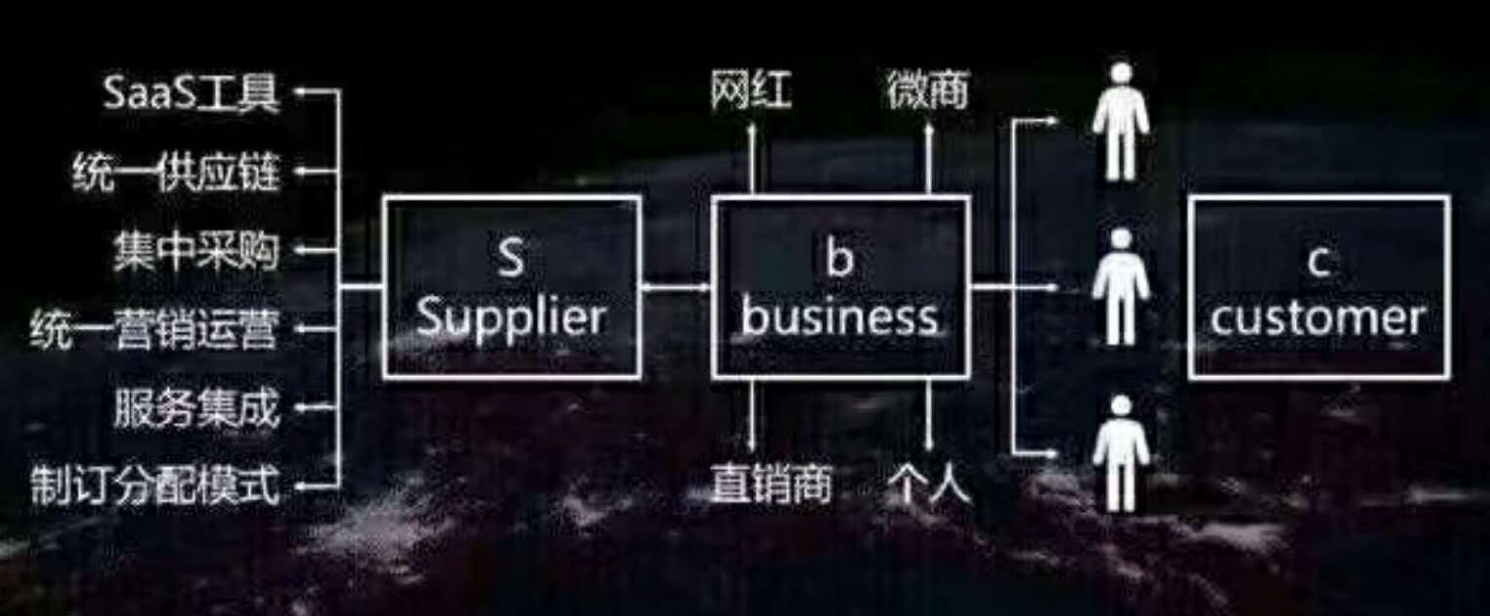 SaaS工具
统一供应链
集中采购
统一营销运营
服务集成
制订分配模式
S
Supplier
网红
微商
b
business
直销商
个人
c
customer